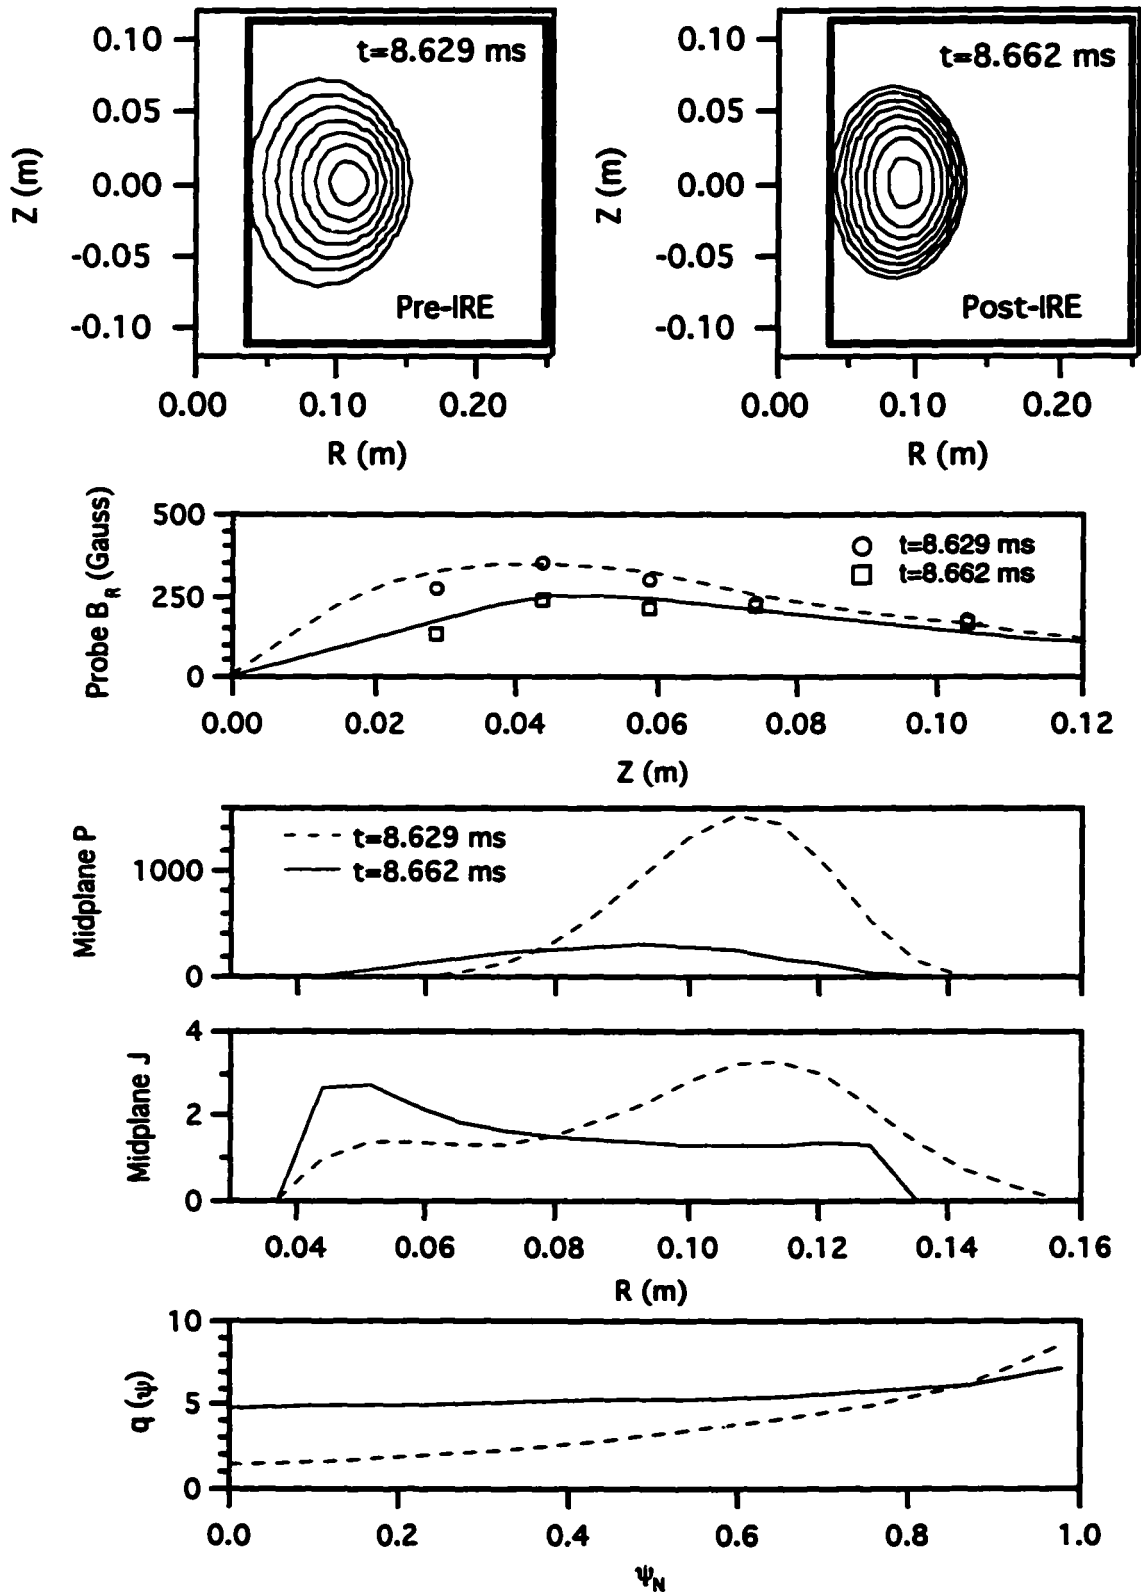 t=8.629 ms
0.10
0.05
0.00
-0.05
-0.10
Z (m)
Pre-IRE
0.00 0.10 0.20
R (m)
t=8.662 ms
0.10
0.05
0.00
-0.05
-0.10
Z (m)
Post-IRE
0.00 0.10 0.20
R (m)
Probe B_R (Gauss)
500
250
0
t=8.629 ms
t=8.662 ms
0.00 0.02 0.04 0.06 0.08 0.10 0.12
Z (m)
Midplane P
1000
0
t=8.629 ms
t=8.662 ms
Midplane J
4
2
0
0.04 0.06 0.08 0.10 0.12 0.14 0.16
R (m)
q (ψ)
10
5
0
0.0 0.2 0.4 0.6 0.8 1.0
ψ_N